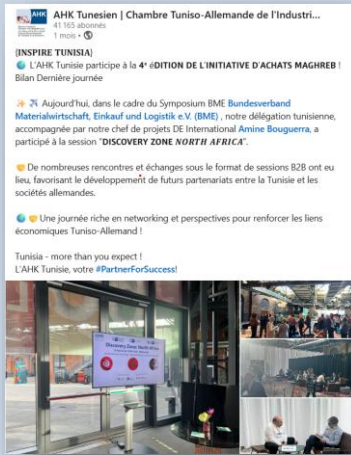 AHK Tunesien | Chambre Tuniso-Allemande de l'Industri...
41 165 abonnés
1 mois •
[INSPIRE TUNISIA]
L'AHK Tunisie participe à la 4ᵉ éDITION DE L'INITIATIVE D'ACHATS MAGHREB !
Bilan Dernière journée
Aujourd'hui, dans le cadre du Symposium BME Bundesverband
Materialwirtschaft, Einkauf und Logistik e.V. (BME) , notre délégation tunisienne,
accompagnée par notre chef de projets DE International Amine Bouguerra, a
participé à la session "DISCOVERY ZONE NORTH AFRICA".
De nombreuses rencontres et échanges sous le format de sessions B2B ont eu
lieu, favorisant le développement de futurs partenariats entre la Tunisie et les
sociétés allemandes.
Une journée riche en networking et perspectives pour renforcer les liens
économiques Tuniso-Allemand !
Tunisia - more than you expect !
L'AHK Tunisie, votre #PartnerForSuccess!
Discovery Zone North Africa